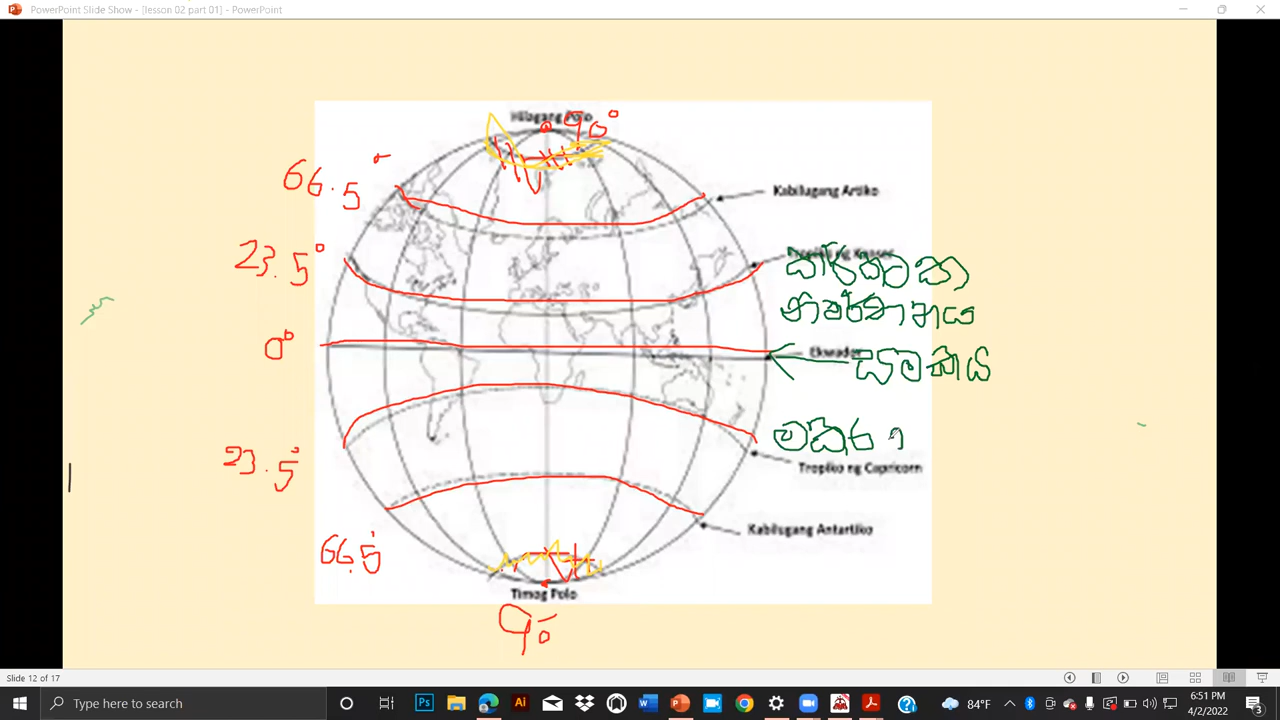 PowerPoint Slide Show - [lesson 02 part 01] - PowerPoint
Hilagang Polo
90°
66.5°
Kabilugang Artiko
23.5°
Tropiko ng Kanser
කර්කටක
නිවර්තනය
0°
Ekwador
සමකය
මකර
Tropiko ng Capricorn
23.5°
Kabilugang Antartiko
66.5°
Timog Polo
90
Slide 12 of 17
Type here to search
84°F
6:51 PM
4/2/2022